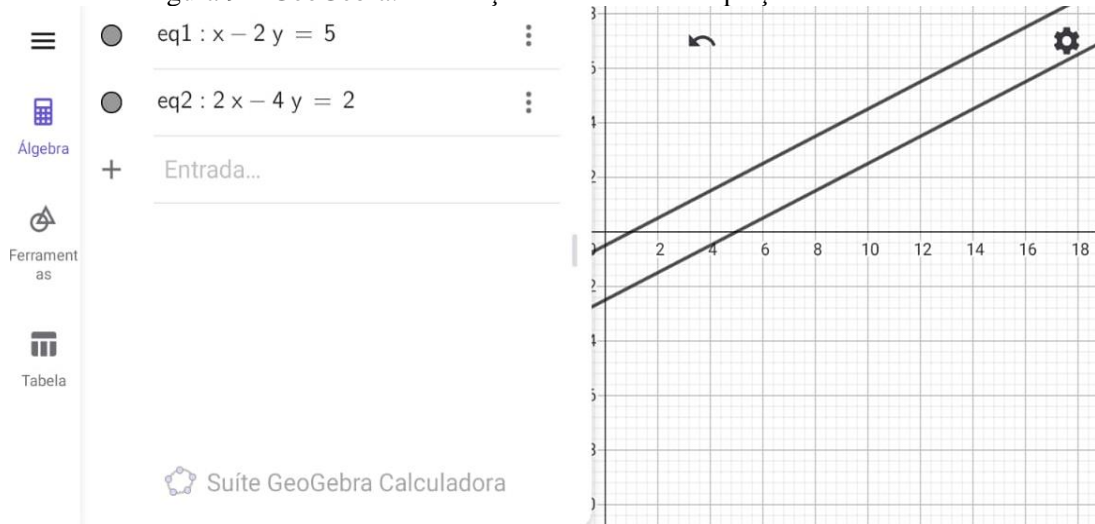 eq1 : x – 2 y = 5
eq2 : 2 x – 4 y = 2
Álgebra
Entrada...
Ferrament
as
Tabela
Suíte GeoGebra Calculadora
2
2 4 6 8 10 12 14 16 18